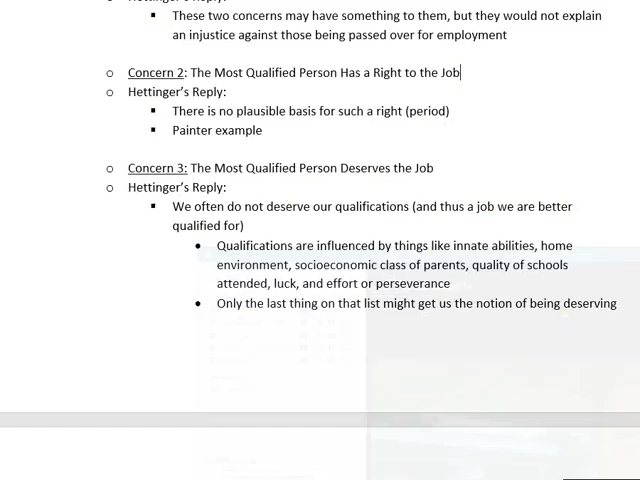 These two concerns may have something to them, but they would not explain
an injustice against those being passed over for employment
Concern 2: The Most Qualified Person Has a Right to the Job
Hettinger's Reply:
There is no plausible basis for such a right (period)
Painter example
Concern 3: The Most Qualified Person Deserves the Job
Hettinger's Reply:
We often do not deserve our qualifications (and thus a job we are better
qualified for)
Qualifications are influenced by things like innate abilities, home
environment, socioeconomic class of parents, quality of schools
attended, luck, and effort or perseverance
Only the last thing on that list might get us the notion of being deserving